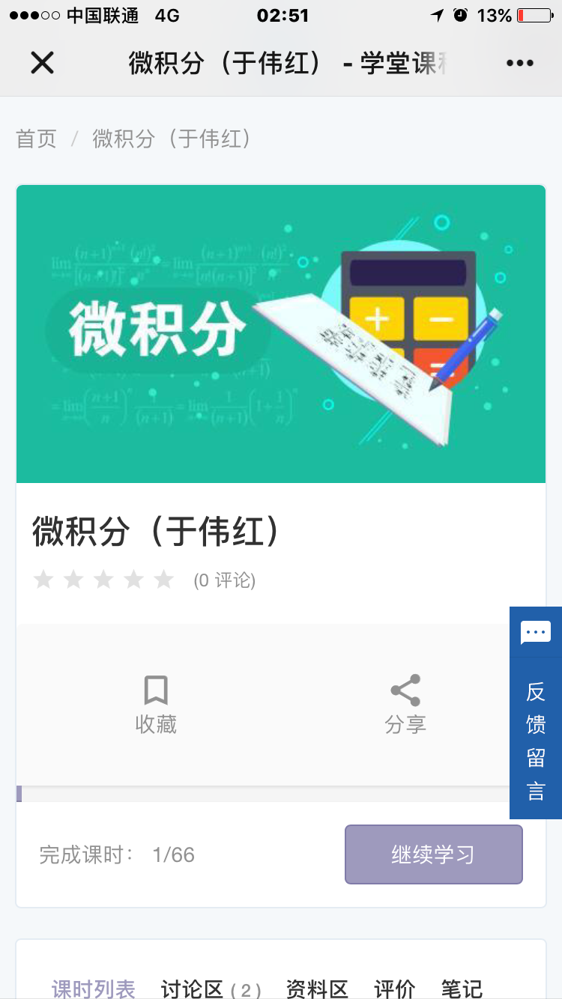 中国联通 4G 02:51 13%
微积分（于伟红） - 学堂课
首页 / 微积分（于伟红）
微积分
微积分（于伟红）
(0 评论)
收藏 分享
反馈留言
完成课时： 1/66 继续学习
课时列表 讨论区 ( 2 ) 资料区 评价 笔记